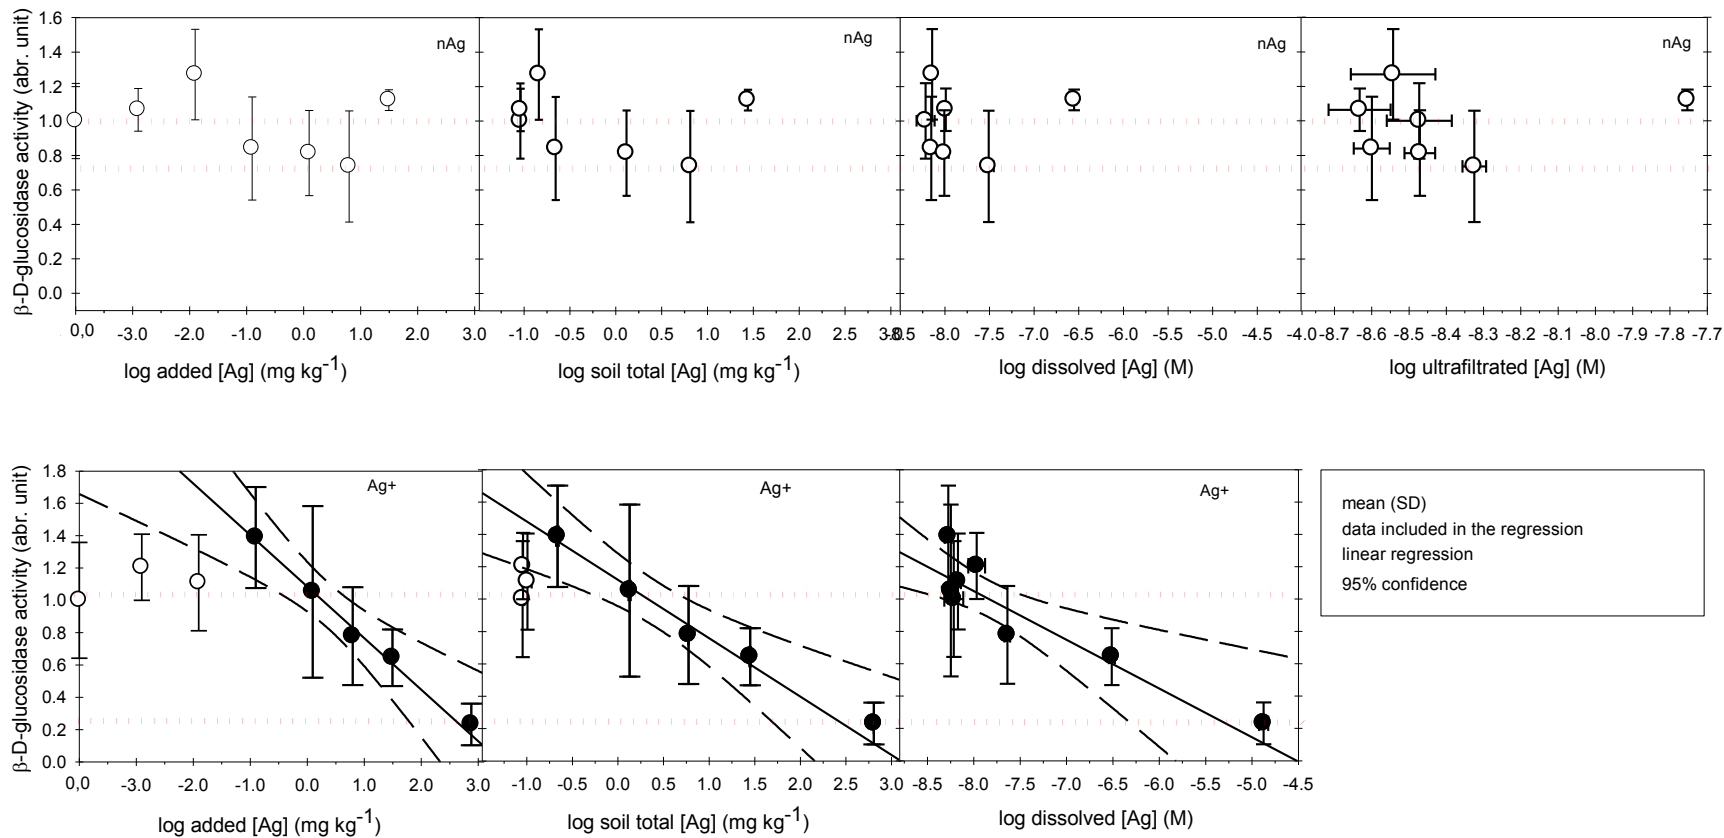 β-D-glucosidase activity (abr. unit)
1.6
1.4
1.2
1.0
0.8
0.6
0.4
0.2
0.0
nAg
nAg
nAg
nAg
0,0 -3.0 -2.0 -1.0 0.0 1.0 2.0 3.0
-1.0 -0.5 0.0 0.5 1.0 1.5 2.0 2.5 3.0
-8.5 -8.0 -7.5 -7.0 -6.5 -6.0 -5.5 -5.0 -4.5 -4.0
-8.7 -8.6 -8.5 -8.4 -8.3 -8.2 -8.1 -8.0 -7.9 -7.8 -7.7
log added [Ag] (mg kg-1)
log soil total [Ag] (mg kg-1)
log dissolved [Ag] (M)
log ultrafiltrated [Ag] (M)
β-D-glucosidase activity (abr. unit)
1.8
1.6
1.4
1.2
1.0
0.8
0.6
0.4
0.2
0.0
Ag+
Ag+
Ag+
0,0 -3.0 -2.0 -1.0 0.0 1.0 2.0 3.0
-1.0 -0.5 0.0 0.5 1.0 1.5 2.0 2.5 3.0
-8.5 -8.0 -7.5 -7.0 -6.5 -6.0 -5.5 -5.0 -4.5
log added [Ag] (mg kg-1)
log soil total [Ag] (mg kg-1)
log dissolved [Ag] (M)
mean (SD)
data included in the regression
linear regression
95% confidence